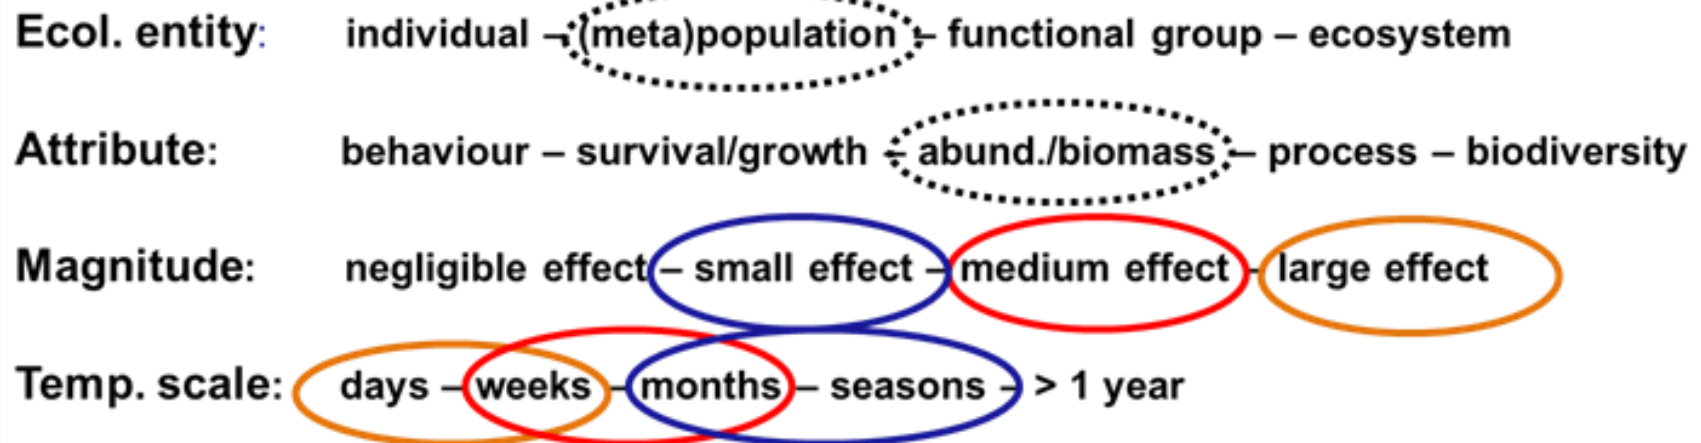 Ecol. entity: individual – (meta)population – functional group – ecosystem
Attribute: behaviour – survival/growth – abund./biomass – process – biodiversity
Magnitude: negligible effect – small effect – medium effect – large effect
Temp. scale: days – weeks – months – seasons – > 1 year